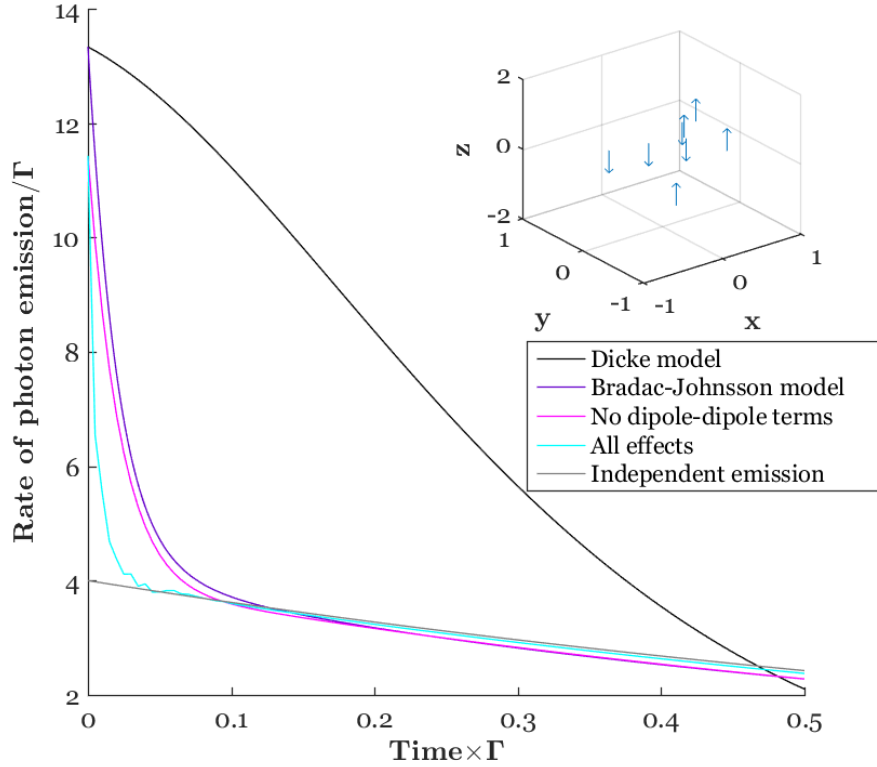 14
12
10
8
6
4
2
Rate of photon emission/Γ
0
0.1
0.2
0.3
0.4
0.5
Time×Γ
2
0
-2
z
1
0
-1
y
-1
0
1
x
Dicke model
Bradac-Johnsson model
No dipole-dipole terms
All effects
Independent emission